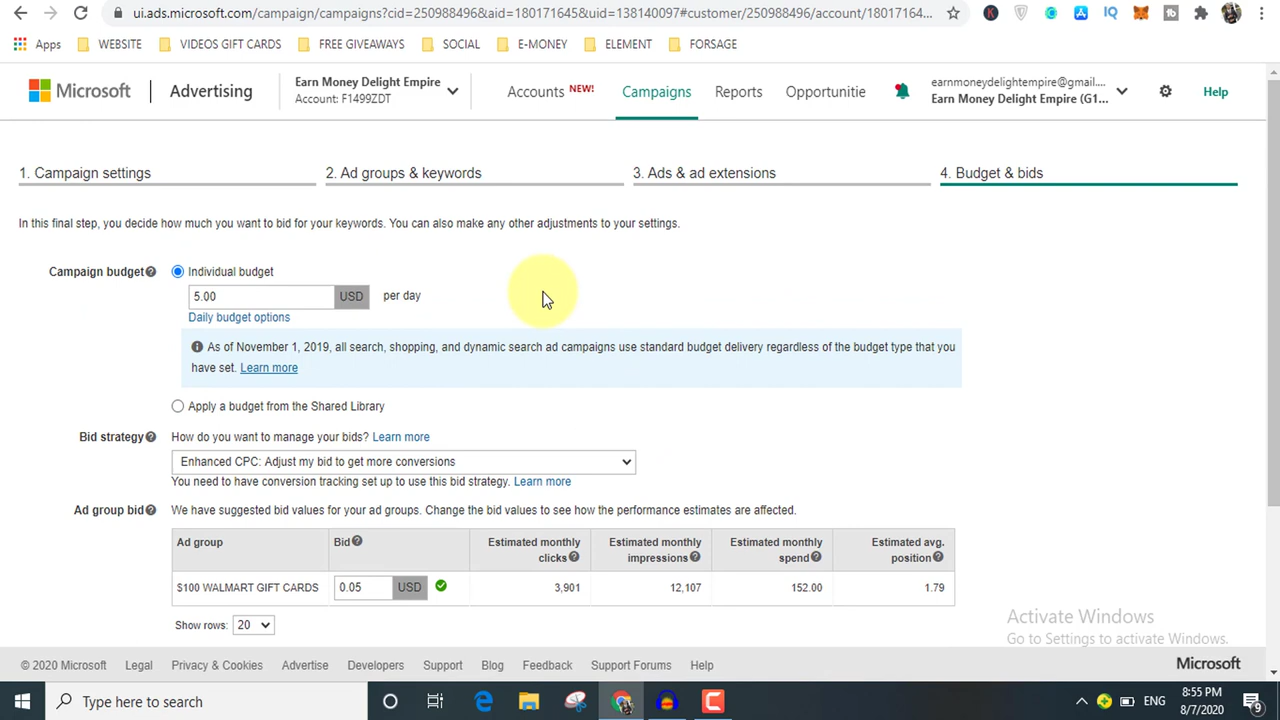 ui.ads.microsoft.com/campaign/campaigns?cid=250988496&aid=180171645&uid=138140097#customer/250988496/account/18017164...
Apps WEBSITE VIDEOS GIFT CARDS FREE GIVEAWAYS SOCIAL E-MONEY ELEMENT FORSAGE
Microsoft Advertising
Earn Money Delight Empire
Account: F1499ZDT
Accounts NEW! Campaigns Reports Opportunitie
earnmoneydelightempire@gmail....
Earn Money Delight Empire (G1...
Help
1. Campaign settings 2. Ad groups & keywords 3. Ads & ad extensions 4. Budget & bids
In this final step, you decide how much you want to bid for your keywords. You can also make any other adjustments to your settings.
Campaign budget Individual budget
5.00 USD per day
Daily budget options
As of November 1, 2019, all search, shopping, and dynamic search ad campaigns use standard budget delivery regardless of the budget type that you
have set. Learn more
Apply a budget from the Shared Library
Bid strategy How do you want to manage your bids? Learn more
Enhanced CPC: Adjust my bid to get more conversions
You need to have conversion tracking set up to use this bid strategy. Learn more
Ad group bid We have suggested bid values for your ad groups. Change the bid values to see how the performance estimates are affected.
Ad group Bid Estimated monthly clicks Estimated monthly impressions Estimated monthly spend Estimated avg. position
$100 WALMART GIFT CARDS 0.05 USD 3,901 12,107 152.00 1.79
Show rows: 20
Activate Windows
Go to Settings to activate Windows.
© 2020 Microsoft Legal Privacy & Cookies Advertise Developers Support Blog Feedback Support Forums Help Microsoft
Type here to search
ENG
8:55 PM
8/7/2020
9